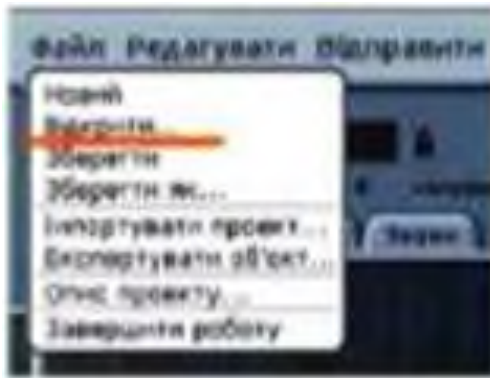 Файл Редагувати Відправити
Новий
Відкрити...
Зберегти
Зберегти як...
Імпортувати проект...
Експортувати об'єкт...
Опис проекту...
Завершити роботу